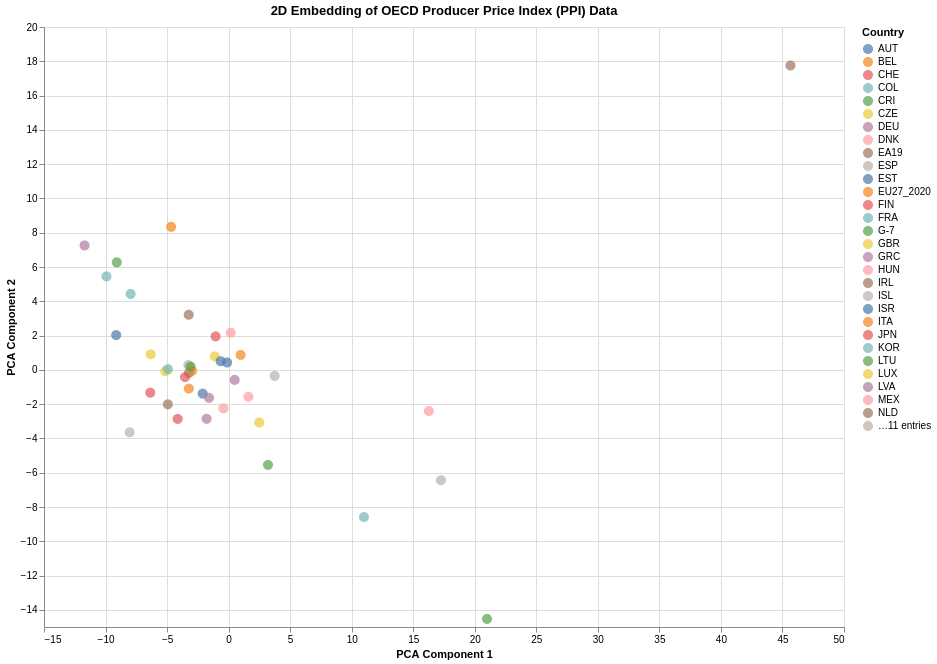 2D Embedding of OECD Producer Price Index (PPI) Data
PCA Component 2
20
18
16
14
12
10
8
6
4
2
0
−2
−4
−6
−8
−10
−12
−14
−15
−10
−5
0
5
10
15
20
25
30
35
40
45
50
PCA Component 1
Country
AUT
BEL
CHE
COL
CRI
CZE
DEU
DNK
EA19
ESP
EST
EU27_2020
FIN
FRA
G-7
GBR
GRC
HUN
IRL
ISL
ISR
ITA
JPN
KOR
LTU
LUX
LVA
MEX
NLD
…11 entries